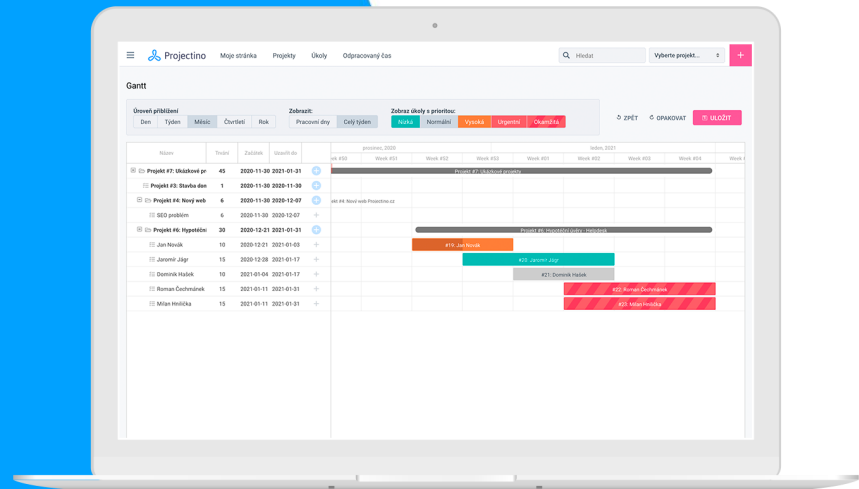 Projectino
Moje stránka
Projekty
Úkoly
Odpracovaný čas
Hledat
Vyberte projekt...
Gantt
Úroveň přiblížení
Den
Týden
Měsíc
Čtvrtletí
Rok
Zobrazit:
Pracovní dny
Celý týden
Zobraz úkoly s prioritou:
Nízká
Normální
Vysoká
Urgentní
Okamžitá
ZPĚT
OPAKOVAT
ULOŽIT
Název
Trvání
Začátek
Uzavřít do
prosinec, 2020
leden, 2021
ek #50
Week #51
Week #52
Week #53
Week #01
Week #02
Week #03
Week #04
Week #
Projekt #7: Ukázkové pr
45
2020-11-30
2021-01-31
Projekt #7: Ukázkové projekty
Projekt #3: Stavba don
1
2020-11-30
2020-11-30
Projekt #4: Nový web
6
2020-11-30
2020-12-07
ekt #4: Nový web Projectino.cz
SEO problém
6
2020-11-30
2020-12-07
Projekt #6: Hypotéční
30
2020-12-21
2021-01-31
Projekt #6: Hypotéční úvěry - Helpdesk
Jan Novák
10
2020-12-21
2021-01-03
#19: Jan Novák
Jaromír Jágr
15
2020-12-28
2021-01-17
#20: Jaromír Jágr
Dominik Hašek
10
2021-01-04
2021-01-17
#21: Dominik Hašek
Roman Čechmánek
15
2021-01-11
2021-01-31
#22: Roman Čechmánek
Milan Hnilička
15
2021-01-11
2021-01-31
#23: Milan Hnilička